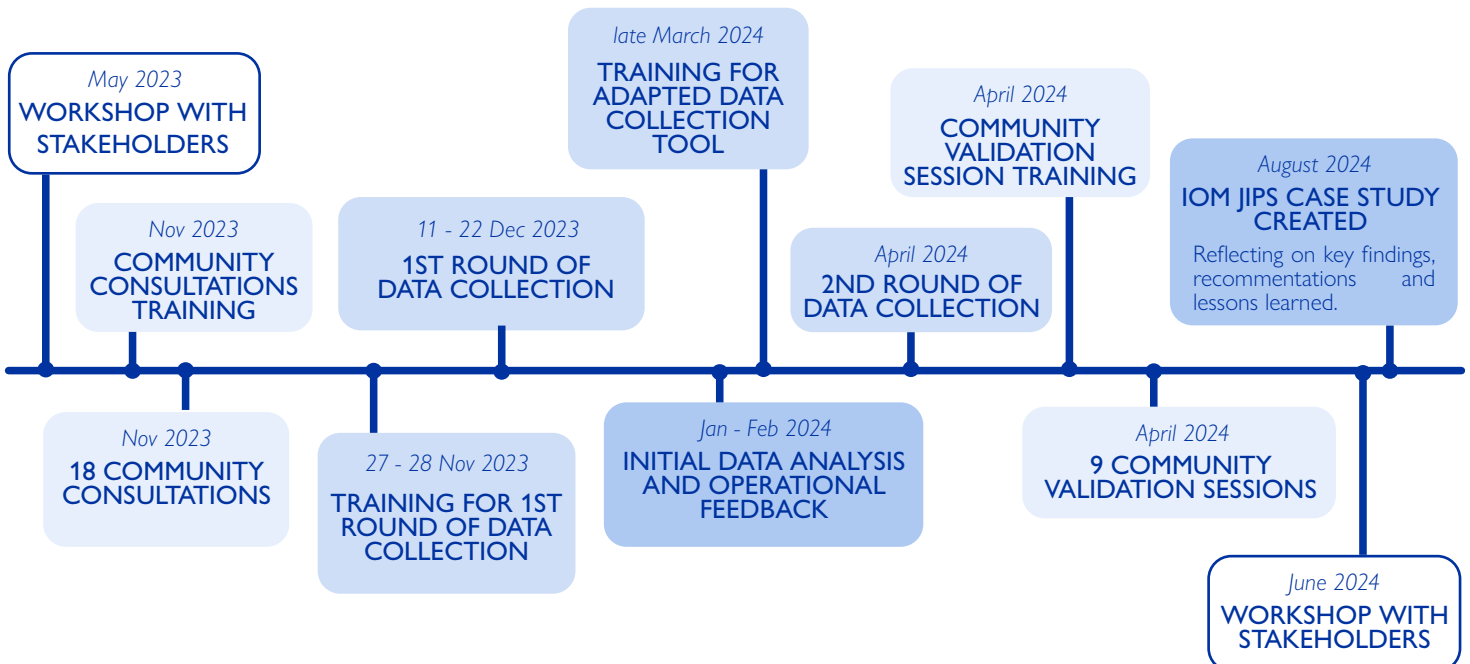 May 2023
WORKSHOP WITH
STAKEHOLDERS
Nov 2023
COMMUNITY
CONSULTATIONS
TRAINING
Nov 2023
18 COMMUNITY
CONSULTATIONS
27 - 28 Nov 2023
TRAINING FOR 1ST
ROUND OF DATA
COLLECTION
11 - 22 Dec 2023
1ST ROUND OF
DATA COLLECTION
Jan - Feb 2024
INITIAL DATA ANALYSIS
AND OPERATIONAL
FEEDBACK
late March 2024
TRAINING FOR
ADAPTED DATA
COLLECTION
TOOL
April 2024
2ND ROUND OF
DATA COLLECTION
April 2024
COMMUNITY
VALIDATION
SESSION TRAINING
April 2024
9 COMMUNITY
VALIDATION SESSIONS
June 2024
WORKSHOP WITH
STAKEHOLDERS
August 2024
IOM JIPS CASE STUDY
CREATED
Reflecting on key findings,
recommentations and
lessons learned.